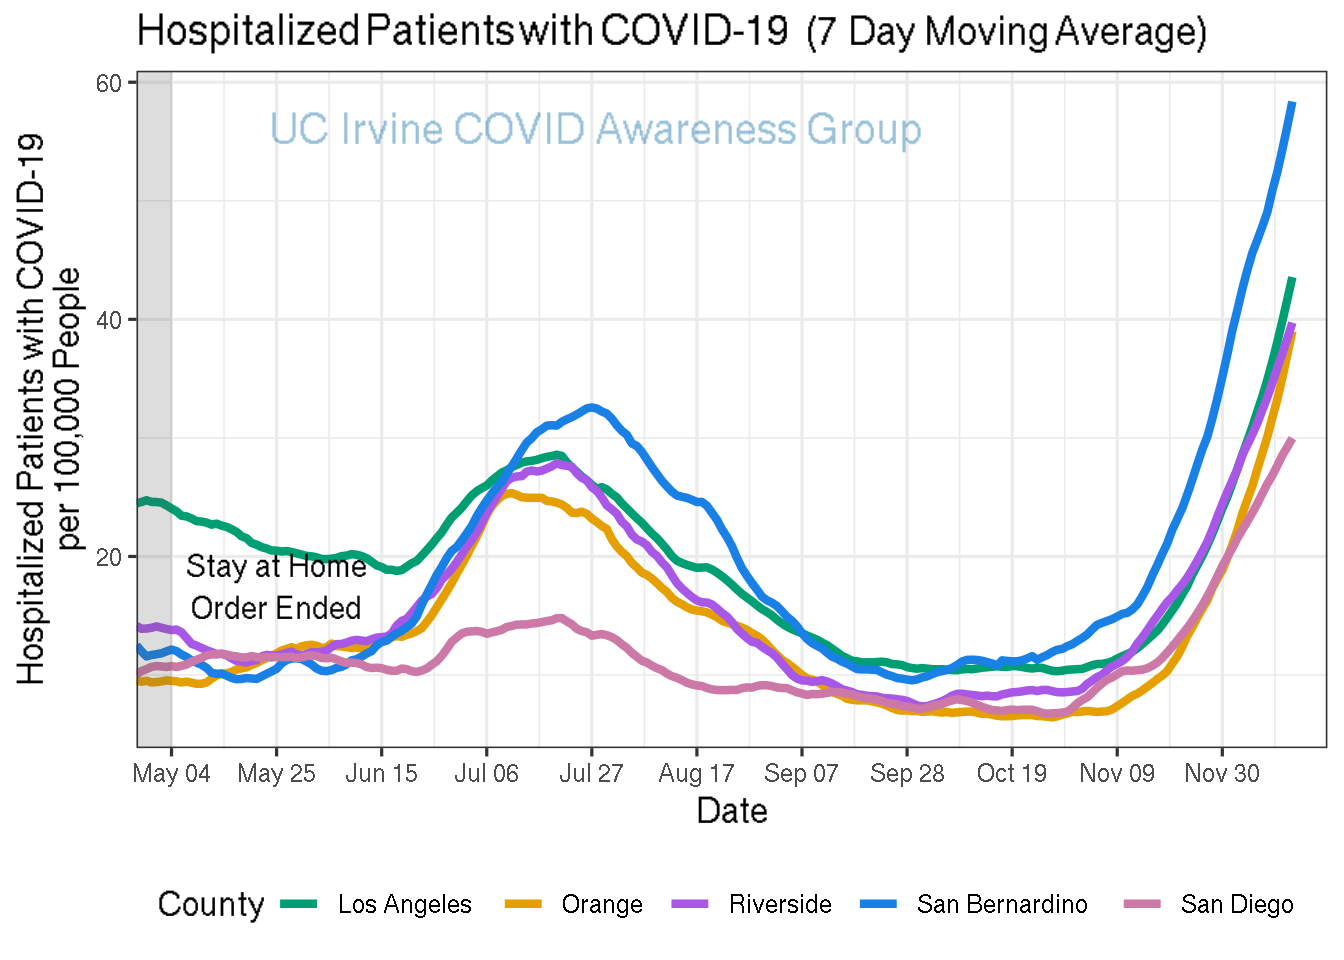 Hospitalized Patients with COVID-19 (7 Day Moving Average)
Hospitalized Patients with COVID-19
per 100,000 People
60
40
20
UC Irvine COVID Awareness Group
Stay at Home
Order Ended
May 04 May 25 Jun 15 Jul 06 Jul 27 Aug 17 Sep 07 Sep 28 Oct 19 Nov 09 Nov 30
Date
County Los Angeles Orange Riverside San Bernardino San Diego